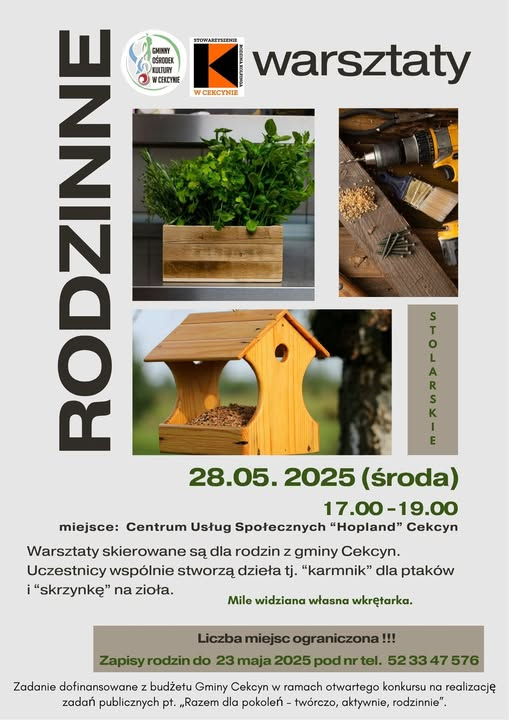 RODZINNE
GMINNY
OŚRODEK
KULTURY
W CEKCYNIE
STOWARZYSZENIE
W CEKCYNIE
warsztaty
STOLARSKIE
28.05. 2025 (środa)
17.00 -19.00
miejsce: Centrum Usług Społecznych “Hopland” Cekcyn
Warsztaty skierowane są dla rodzin z gminy Cekcyn.
Uczestnicy wspólnie stworzą dzieła tj. “karmnik” dla ptaków
i “skrzynkę” na zioła.
Mile widziana własna wkrętarka.
Liczba miejsc ograniczona !!!
Zapisy rodzin do 23 maja 2025 pod nr tel. 52 33 47 576
Zadanie dofinansowane z budżetu Gminy Cekcyn w ramach otwartego konkursu na realizację
zadań publicznych pt. „Razem dla pokoleń – twórczo, aktywnie, rodzinnie”.